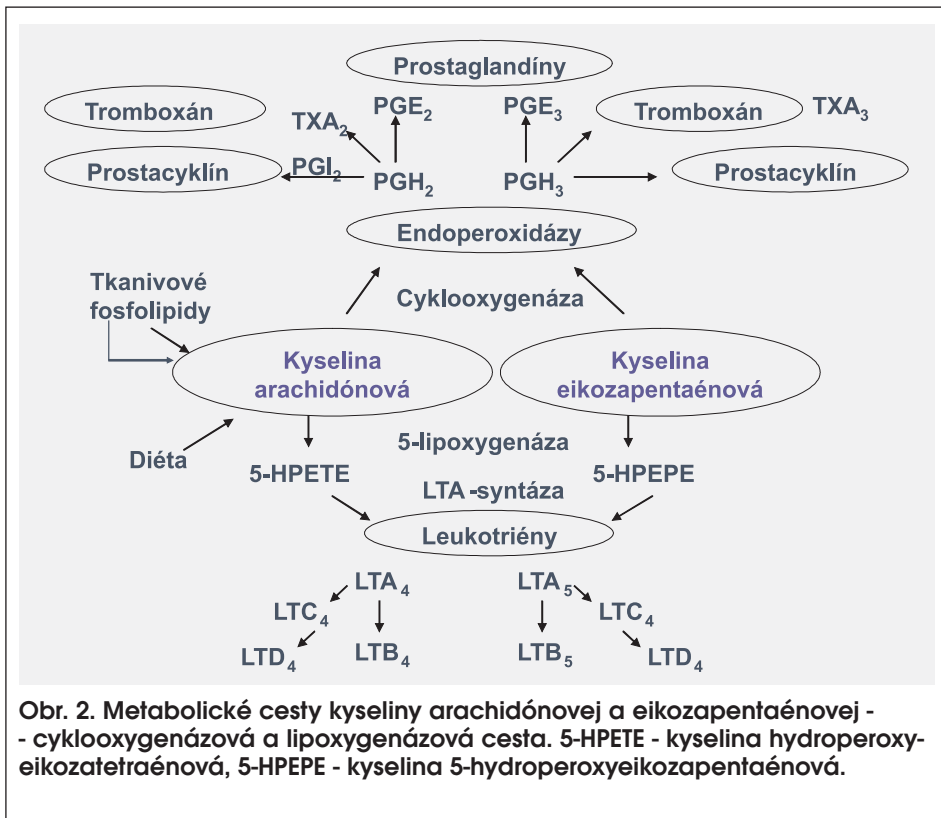 Prostaglandíny
Tromboxán
TXA2
PGE2
PGE3
Tromboxán
TXA3
Prostacyklín
PGI2
PGH2
PGH3
Prostacyklín
Endoperoxidázy
Tkanivové
fosfolipidy
Cyklooxygenáza
Kyselina
arachidónová
Kyselina
eikozapentaénová
Diéta
5-lipoxygenáza
5-HPETE
5-HPEPE
LTA -syntáza
Leukotriény
LTA4
LTA5
LTC4
LTC4
LTD4
LTB4
LTB5
LTD4
Obr. 2. Metabolické cesty kyseliny arachidónovej a eikozapentaénovej -
- cyklooxygenázová a lipoxygenázová cesta. 5-HPETE - kyselina hydroperoxy-
eikozatetraénová, 5-HPEPE - kyselina 5-hydroperoxyeikozapentaénová.